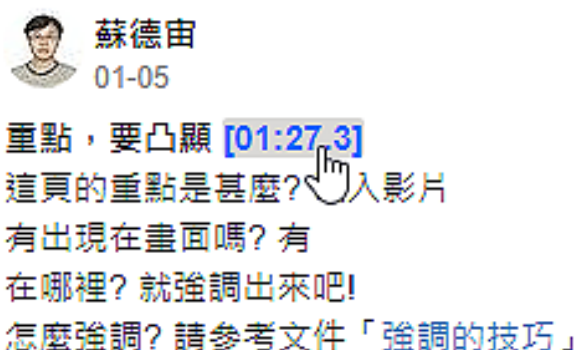 蘇德宙
01-05
重點，要凸顯 [01:27.3]
這頁的重點是甚麼? 入影片
有出現在畫面嗎? 有
在哪裡? 就強調出來吧!
怎麼強調? 請參考文件「強調的技巧」